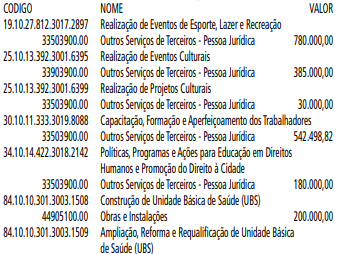 CODIGO NOME VALOR
19.10.27.812.3017.2897 Realização de Eventos de Esporte, Lazer e Recreação
33503900.00 Outros Serviços de Terceiros - Pessoa Jurídica 780.000,00
25.10.13.392.3001.6395 Realização de Eventos Culturais
33903900.00 Outros Serviços de Terceiros - Pessoa Jurídica 385.000,00
25.10.13.392.3001.6399 Realização de Projetos Culturais
33503900.00 Outros Serviços de Terceiros - Pessoa Jurídica 30.000,00
30.10.11.333.3019.8088 Capacitação, Formação e Aperfeiçoamento dos Trabalhadores
33503900.00 Outros Serviços de Terceiros - Pessoa Jurídica 542.498,82
34.10.14.422.3018.2142 Políticas, Programas e Ações para Educação em Direitos
Humanos e Promoção do Direito à Cidade
33503900.00 Outros Serviços de Terceiros - Pessoa Jurídica 180.000,00
84.10.10.301.3003.1508 Construção de Unidade Básica de Saúde (UBS)
44905100.00 Obras e Instalações 200.000,00
84.10.10.301.3003.1509 Ampliação, Reforma e Requalificação de Unidade Básica
de Saúde (UBS)